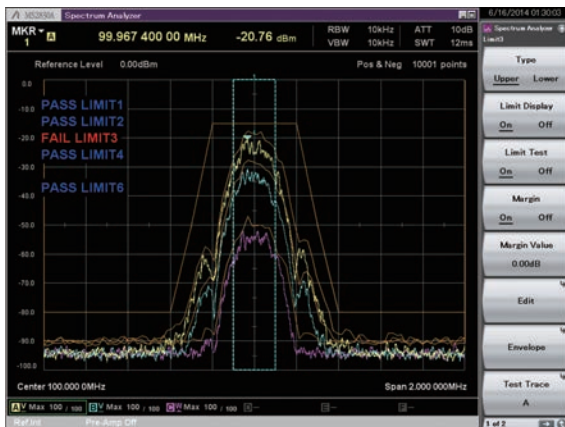 MS2830A Spectrum Analyzer
6/16/2014 01:30:03
MKR 1 A 99.967 400 00 MHz -20.76 dBm
RBW 10kHz ATT 10dB
VBW 10kHz SWT 12ms
Reference Level 0.00dBm Pos & Neg 10001 points
0.0
-10.0
-20.0
-30.0
-40.0
-50.0
-60.0
-70.0
-80.0
-90.0
-100.0
PASS LIMIT1
PASS LIMIT2
FAIL LIMIT3
PASS LIMIT4
PASS LIMIT6
Center 100.000 0MHz Span 2.000 000MHz
A V Max 100 / 100 B V Max 100 / 100 C W Max 100 / 100
Ref.Int Pre-Amp Off
Spectrum Analyzer
Limit3
Type
Upper Lower
Limit Display
On Off
Limit Test
On Off
Margin
On Off
Margin Value
0.00dB
Edit
Envelope
Test Trace
A
1 of 2